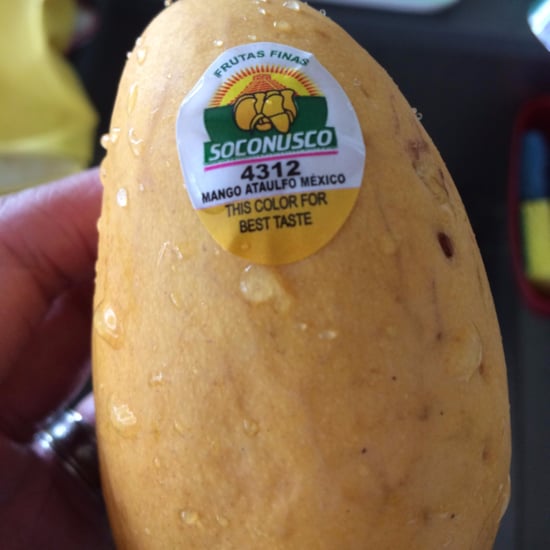 FRUTAS FINAS
SOCONUSCO
4312
MANGO ATAULFO MÉXICO
THIS COLOR FOR
BEST TASTE